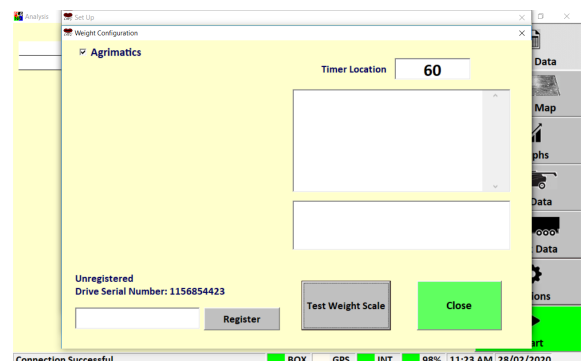 Analysis
Set Up
Weight Configuration
Agrimatics
Timer Location 60
Data
Map
phs
Data
Data
ions
art
Unregistered
Drive Serial Number: 1156854423
Register
Test Weight Scale
Close
Connection Successful BOX GPS INT 98% 11:23 AM 28/02/2020